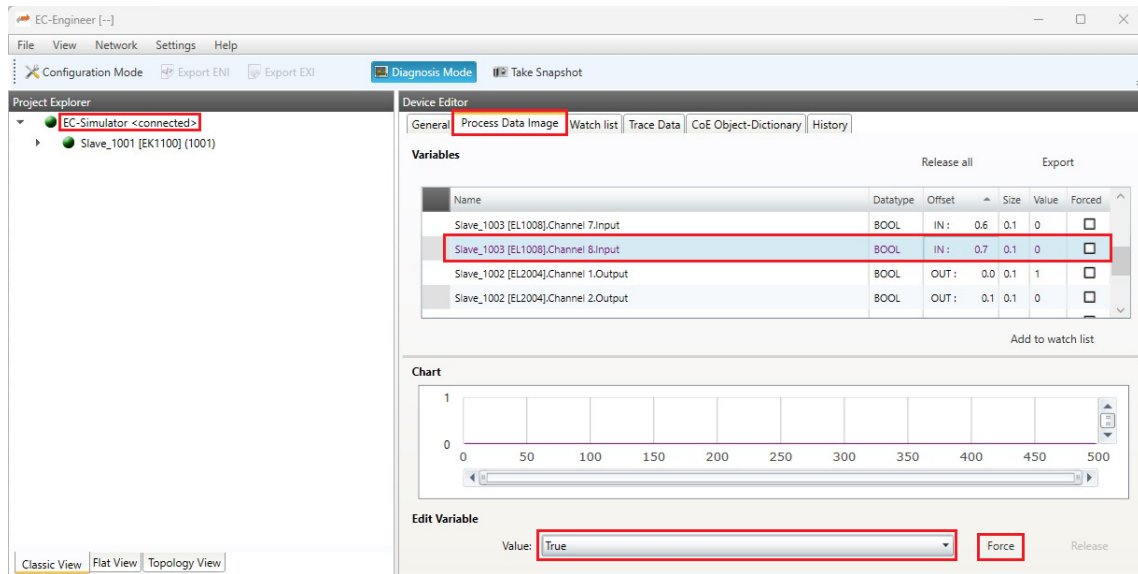 EC-Engineer [--]
File View Network Settings Help
Configuration Mode Export ENI Export EXI Diagnosis Mode Take Snapshot
Project Explorer
EC-Simulator <connected>
Slave_1001 [EK1100] (1001)
Classic View Flat View Topology View
Device Editor
General Process Data Image Watch list Trace Data CoE Object-Dictionary History
Variables
Release all Export
Name Datatype Offset Size Value Forced
Slave_1003 [EL1008].Channel 7.Input BOOL IN : 0.6 0.1 0
Slave_1003 [EL1008].Channel 8.Input BOOL IN : 0.7 0.1 0
Slave_1002 [EL2004].Channel 1.Output BOOL OUT : 0.0 0.1 1
Slave_1002 [EL2004].Channel 2.Output BOOL OUT : 0.1 0.1 0
Add to watch list
Chart
1
0
0 50 100 150 200 250 300 350 400 450 500
Edit Variable
Value: True Force Release